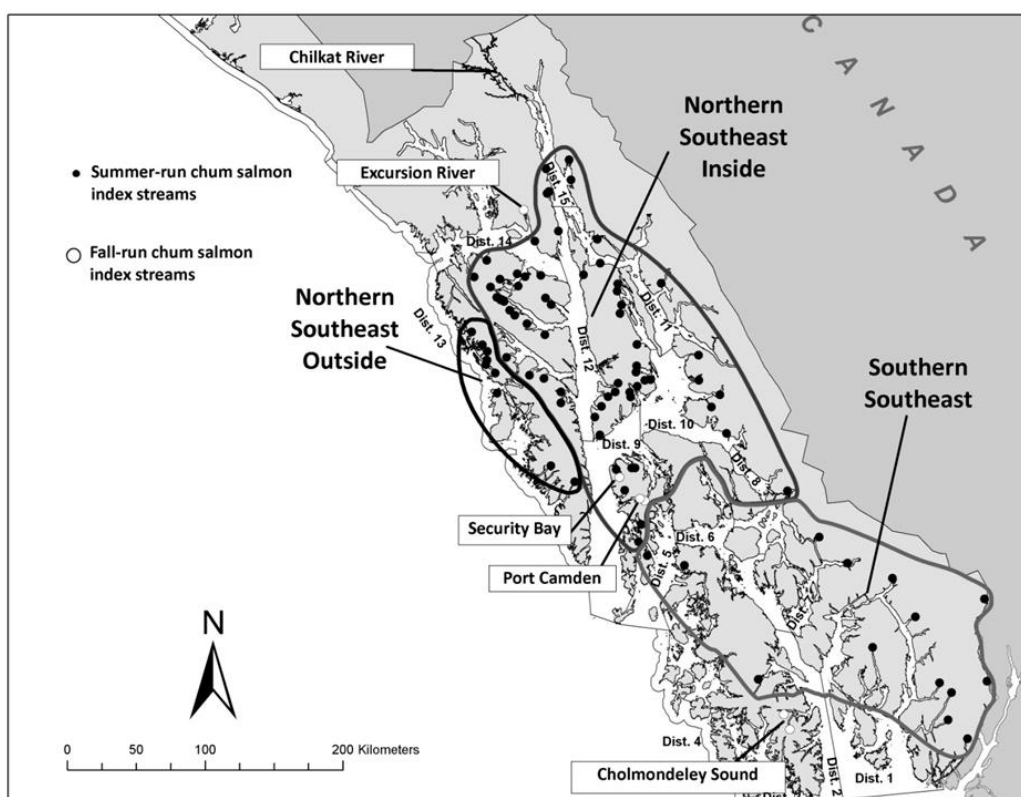 Chilkat River
CANADA
Northern
Southeast
Inside
Summer-run chum salmon
index streams
Excursion River
Dist. 15
Dist. 14
Fall-run chum salmon
index streams
Northern
Southeast
Outside
Dist. 13
Dist. 11
Dist. 12
Southern
Southeast
Dist. 10
Dist. 9
Dist. 8
Security Bay
Dist. 6
Dist. 5
Port Camden
N
0 50 100 200 Kilometers
Dist. 4
Cholmondeley Sound
Dist. 2
Dist. 1